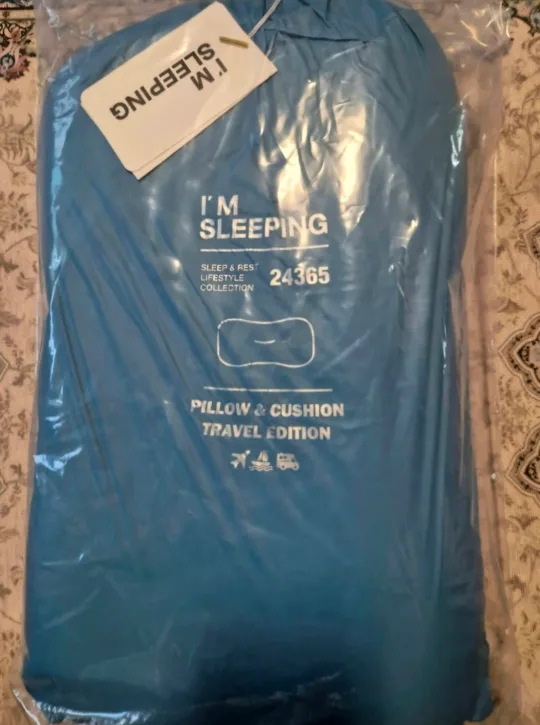 I'M
SLEEPING
I'M
SLEEPING
SLEEP & REST
LIFESTYLE
COLLECTION
24365
PILLOW & CUSHION
TRAVEL EDITION